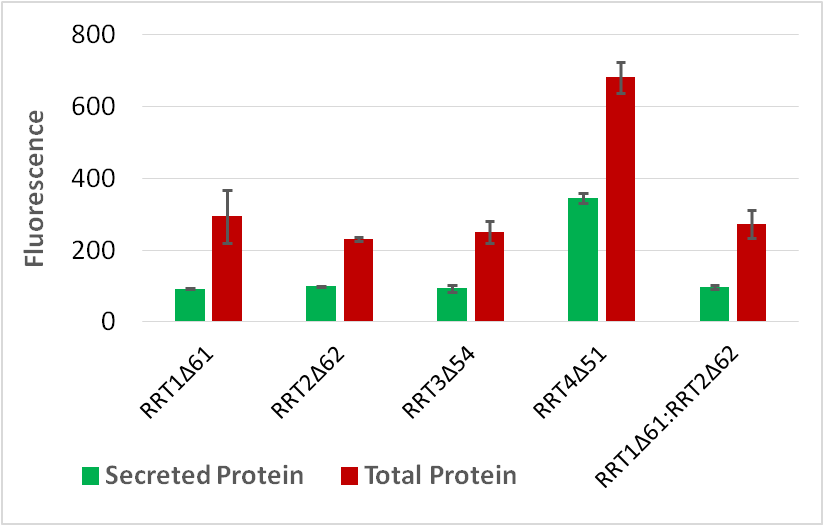 800
600
400
200
0
Fluorescence
RRT1Δ61
RRT2Δ62
RRT3Δ54
RRT4Δ51
RRT1Δ61:RRT2Δ62
Secreted Protein
Total Protein